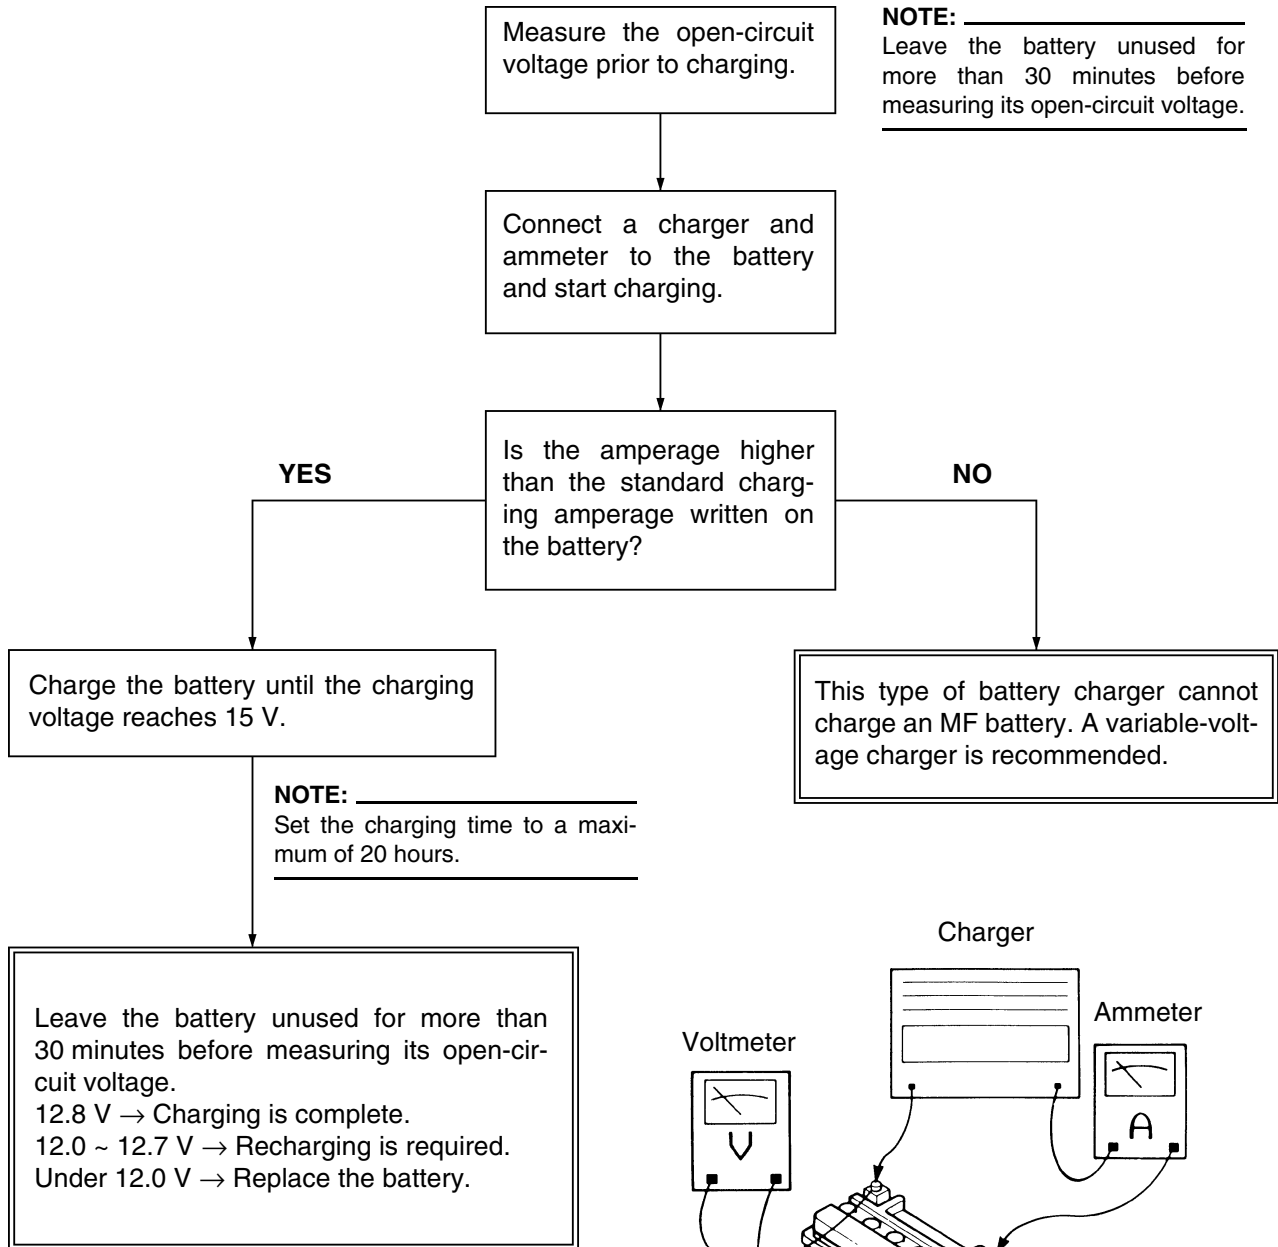 Measure the open-circuit
voltage prior to charging.
NOTE:
Leave the battery unused for
more than 30 minutes before
measuring its open-circuit voltage.
Connect a charger and
ammeter to the battery
and start charging.
Is the amperage higher
than the standard charg-
ing amperage written on
the battery?
YES
NO
Charge the battery until the charging
voltage reaches 15 V.
This type of battery charger cannot
charge an MF battery. A variable-volt-
age charger is recommended.
NOTE:
Set the charging time to a maxi-
mum of 20 hours.
Leave the battery unused for more than
30 minutes before measuring its open-cir-
cuit voltage.
12.8 V → Charging is complete.
12.0 ~ 12.7 V → Recharging is required.
Under 12.0 V → Replace the battery.
Charger
Ammeter
Voltmeter
V
A